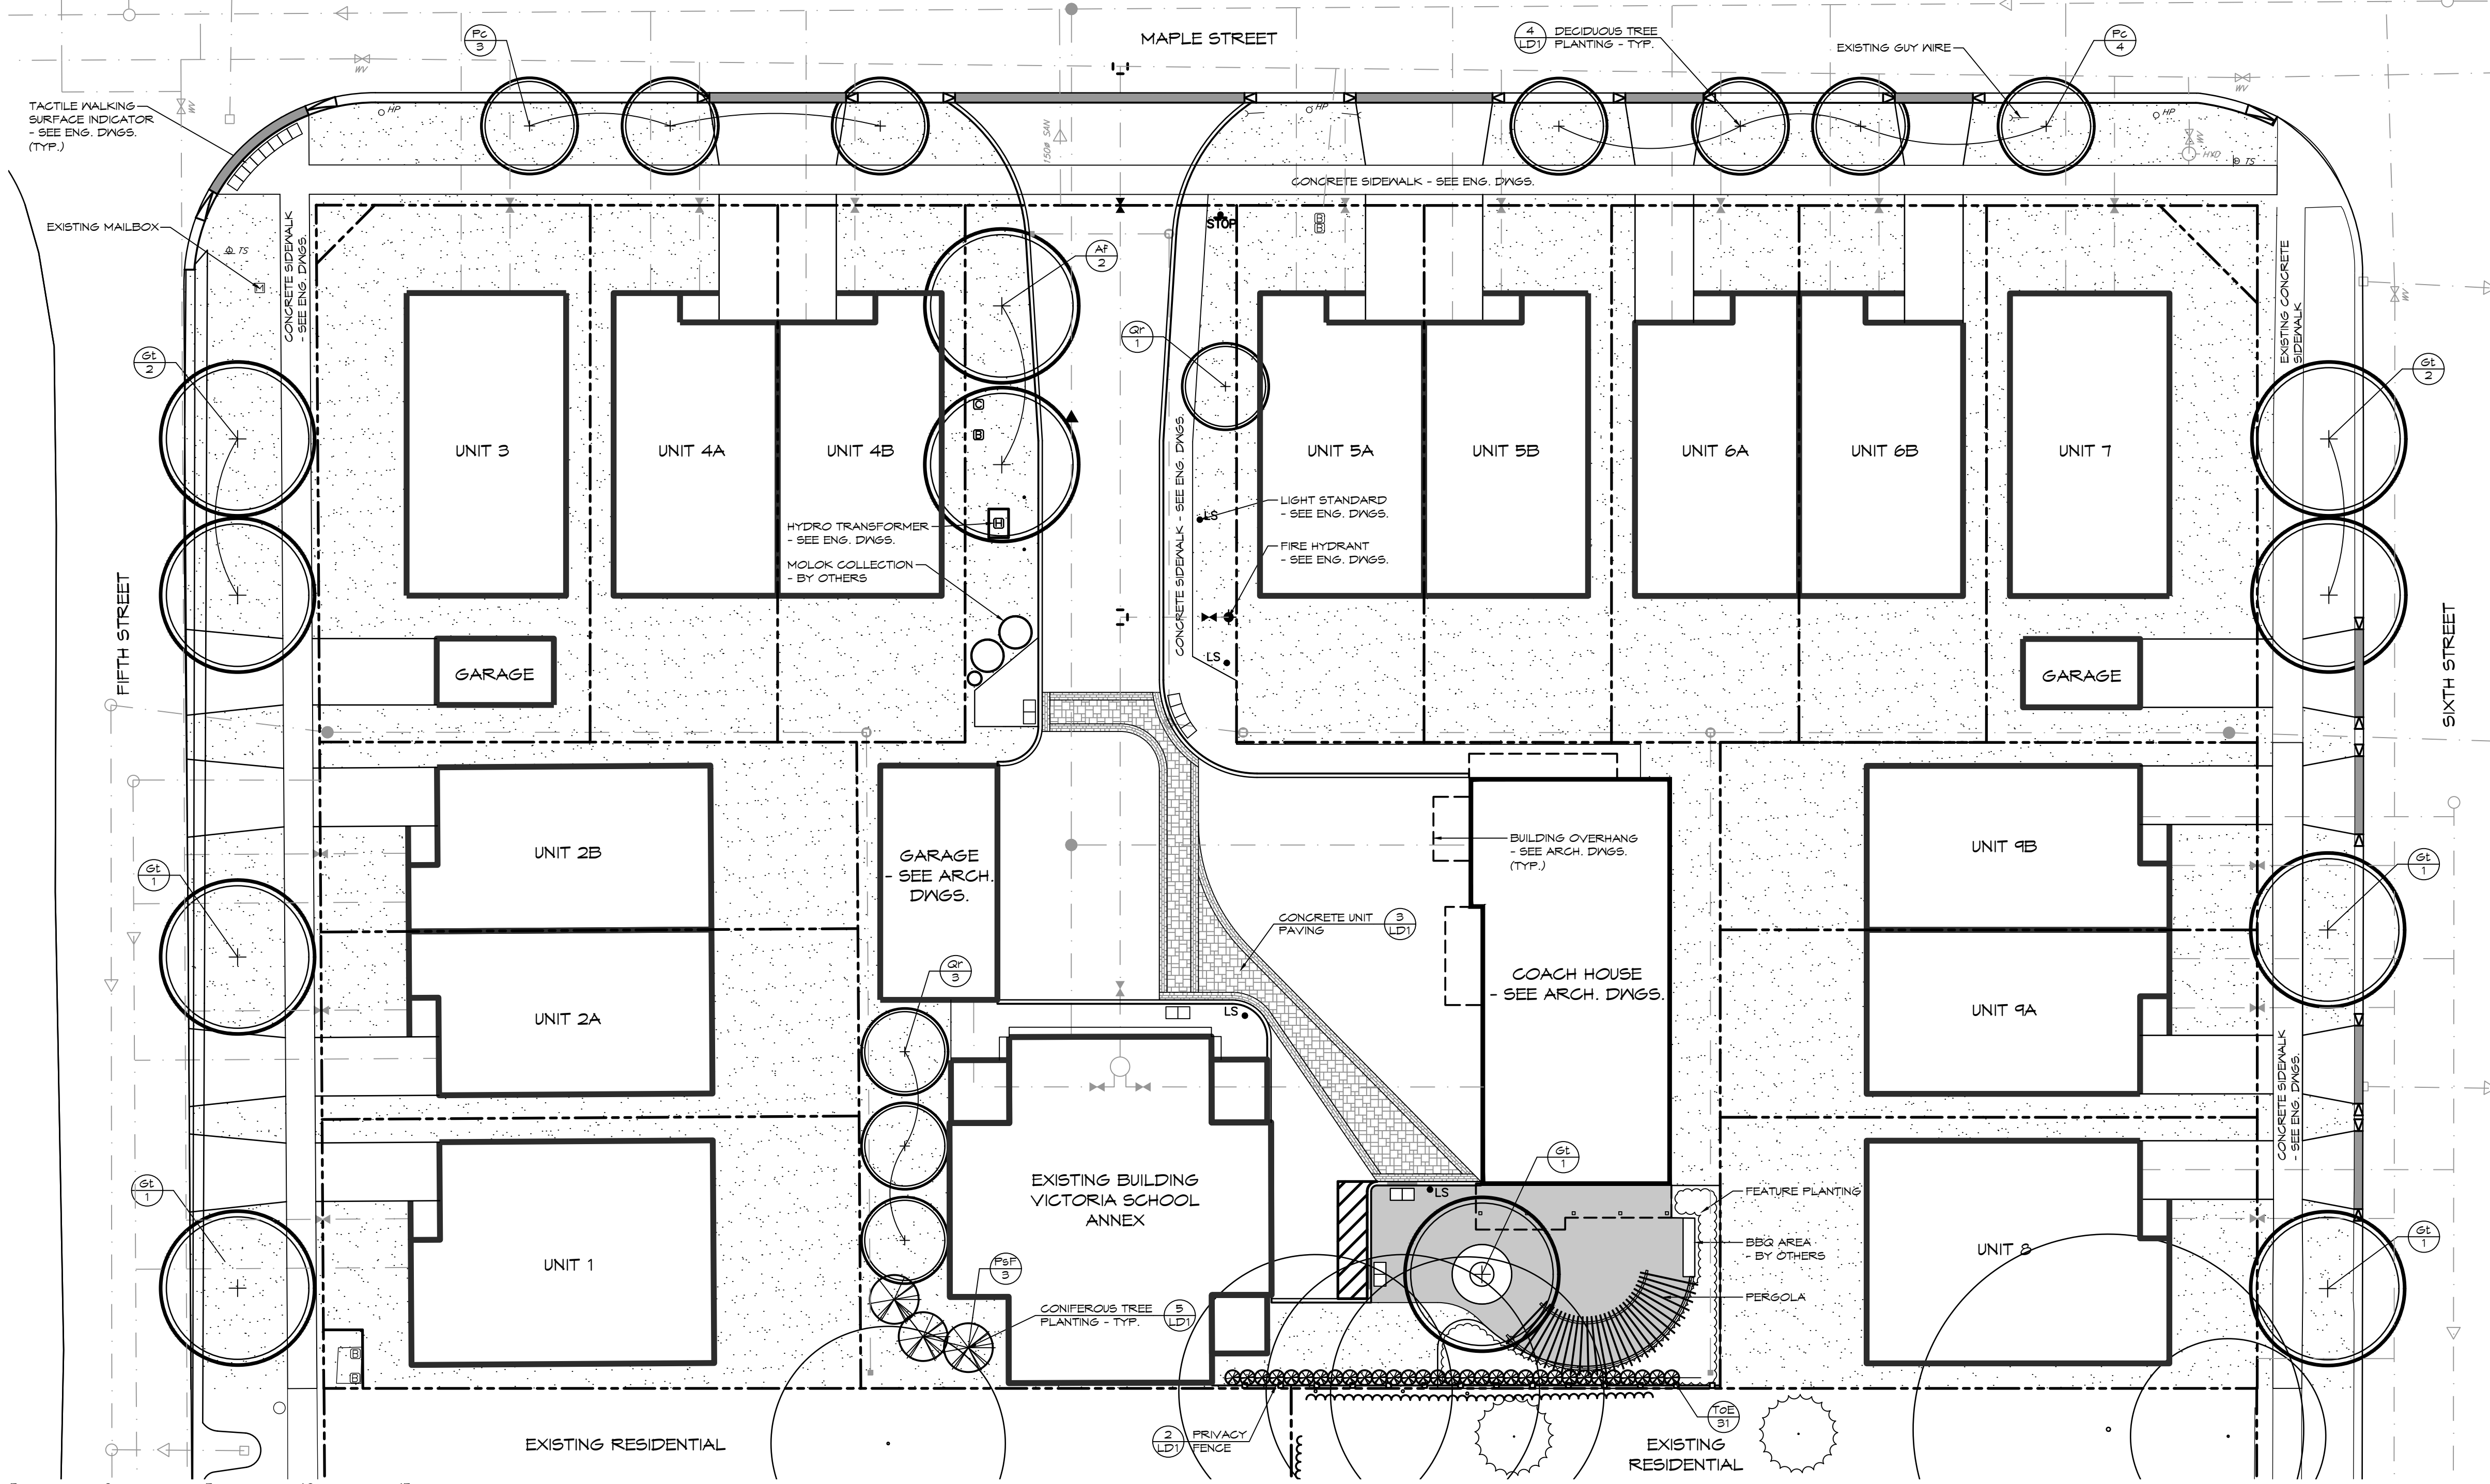 MAPLE STREET
Pc
3
4
LD1
DECIDUOUS TREE
PLANTING - TYP.
EXISTING GUY WIRE
Pc
4
WV
WV
WV
WV
TACTILE WALKING
SURFACE INDICATOR
- SEE ENG. DWGS.
(TYP.)
HP
HP
HP
HYD
TS
150ø SAN
CONCRETE SIDEWALK - SEE ENG. DWGS.
EXISTING MAILBOX
TS
M
CONCRETE SIDEWALK
- SEE ENG. DWGS.
STOP
B
B
AF
2
EXISTING CONCRETE
SIDEWALK
WV
Gt
2
Qr
1
Gt
2
C
B
UNIT 3
UNIT 4A
UNIT 4B
UNIT 5A
UNIT 5B
UNIT 6A
UNIT 6B
UNIT 7
CONCRETE SIDEWALK - SEE ENG. DWGS.
LIGHT STANDARD
- SEE ENG. DWGS.
LS
HYDRO TRANSFORMER
- SEE ENG. DWGS.
H
FIRE HYDRANT
- SEE ENG. DWGS.
MOLOK COLLECTION
- BY OTHERS
FIFTH STREET
SIXTH STREET
LS
GARAGE
GARAGE
UNIT 2B
GARAGE
- SEE ARCH.
DWGS.
BUILDING OVERHANG
- SEE ARCH. DWGS.
(TYP.)
UNIT 9B
Gt
1
Gt
1
CONCRETE UNIT
PAVING
3
LD1
Qr
3
COACH HOUSE
- SEE ARCH. DWGS.
UNIT 2A
LS
UNIT 9A
CONCRETE SIDEWALK
- SEE ENG. DWGS.
Gt
1
Gt
1
EXISTING BUILDING
VICTORIA SCHOOL
ANNEX
LS
FEATURE PLANTING
BBQ AREA
- BY OTHERS
PERGOLA
UNIT 8
Gt
1
UNIT 1
PsF
3
CONIFEROUS TREE
PLANTING - TYP.
5
LD1
B
B
ToE
31
2
LD1
PRIVACY
FENCE
EXISTING RESIDENTIAL
EXISTING
RESIDENTIAL